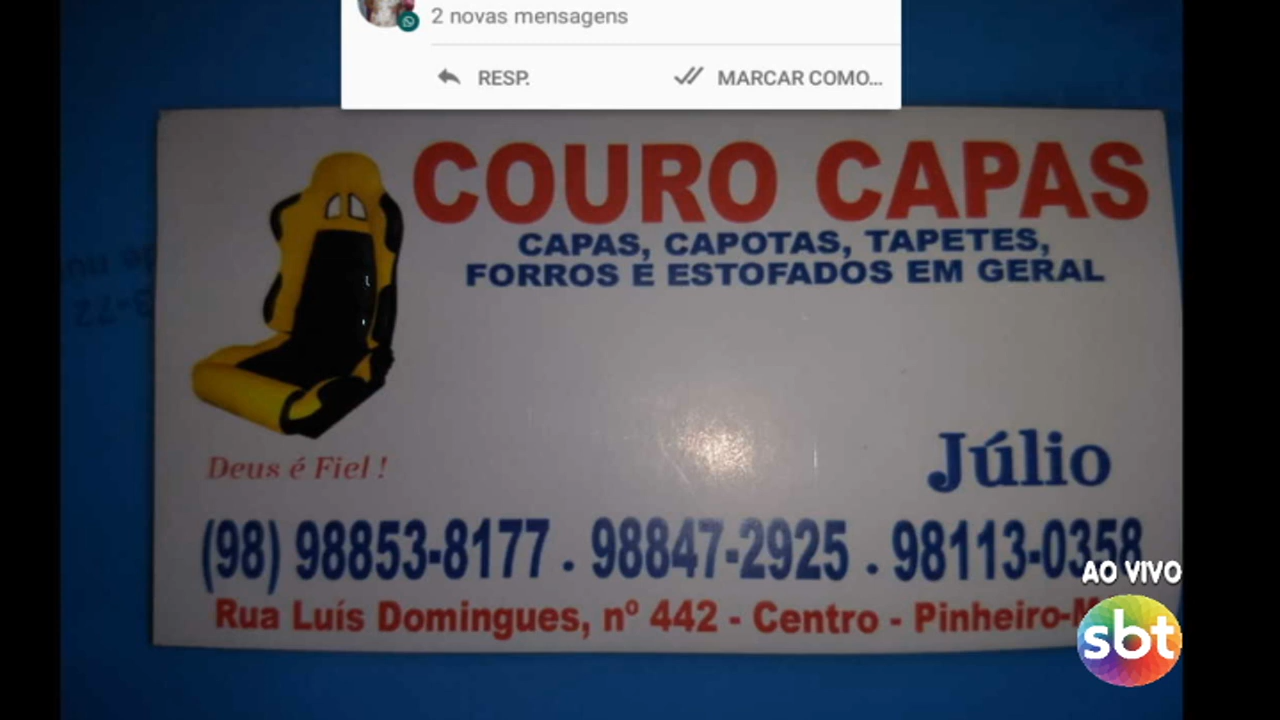 2 novas mensagens
RESP.
MARCAR COMO...
COURO CAPAS
CAPAS, CAPOTAS, TAPETES,
FORROS E ESTOFADOS EM GERAL
Deus é Fiel !
Júlio
(98) 98853-8177 . 98847-2925 . 98113-0358
Rua Luís Domingues, nº 442 - Centro - Pinheiro-M
AO VIVO
sbt